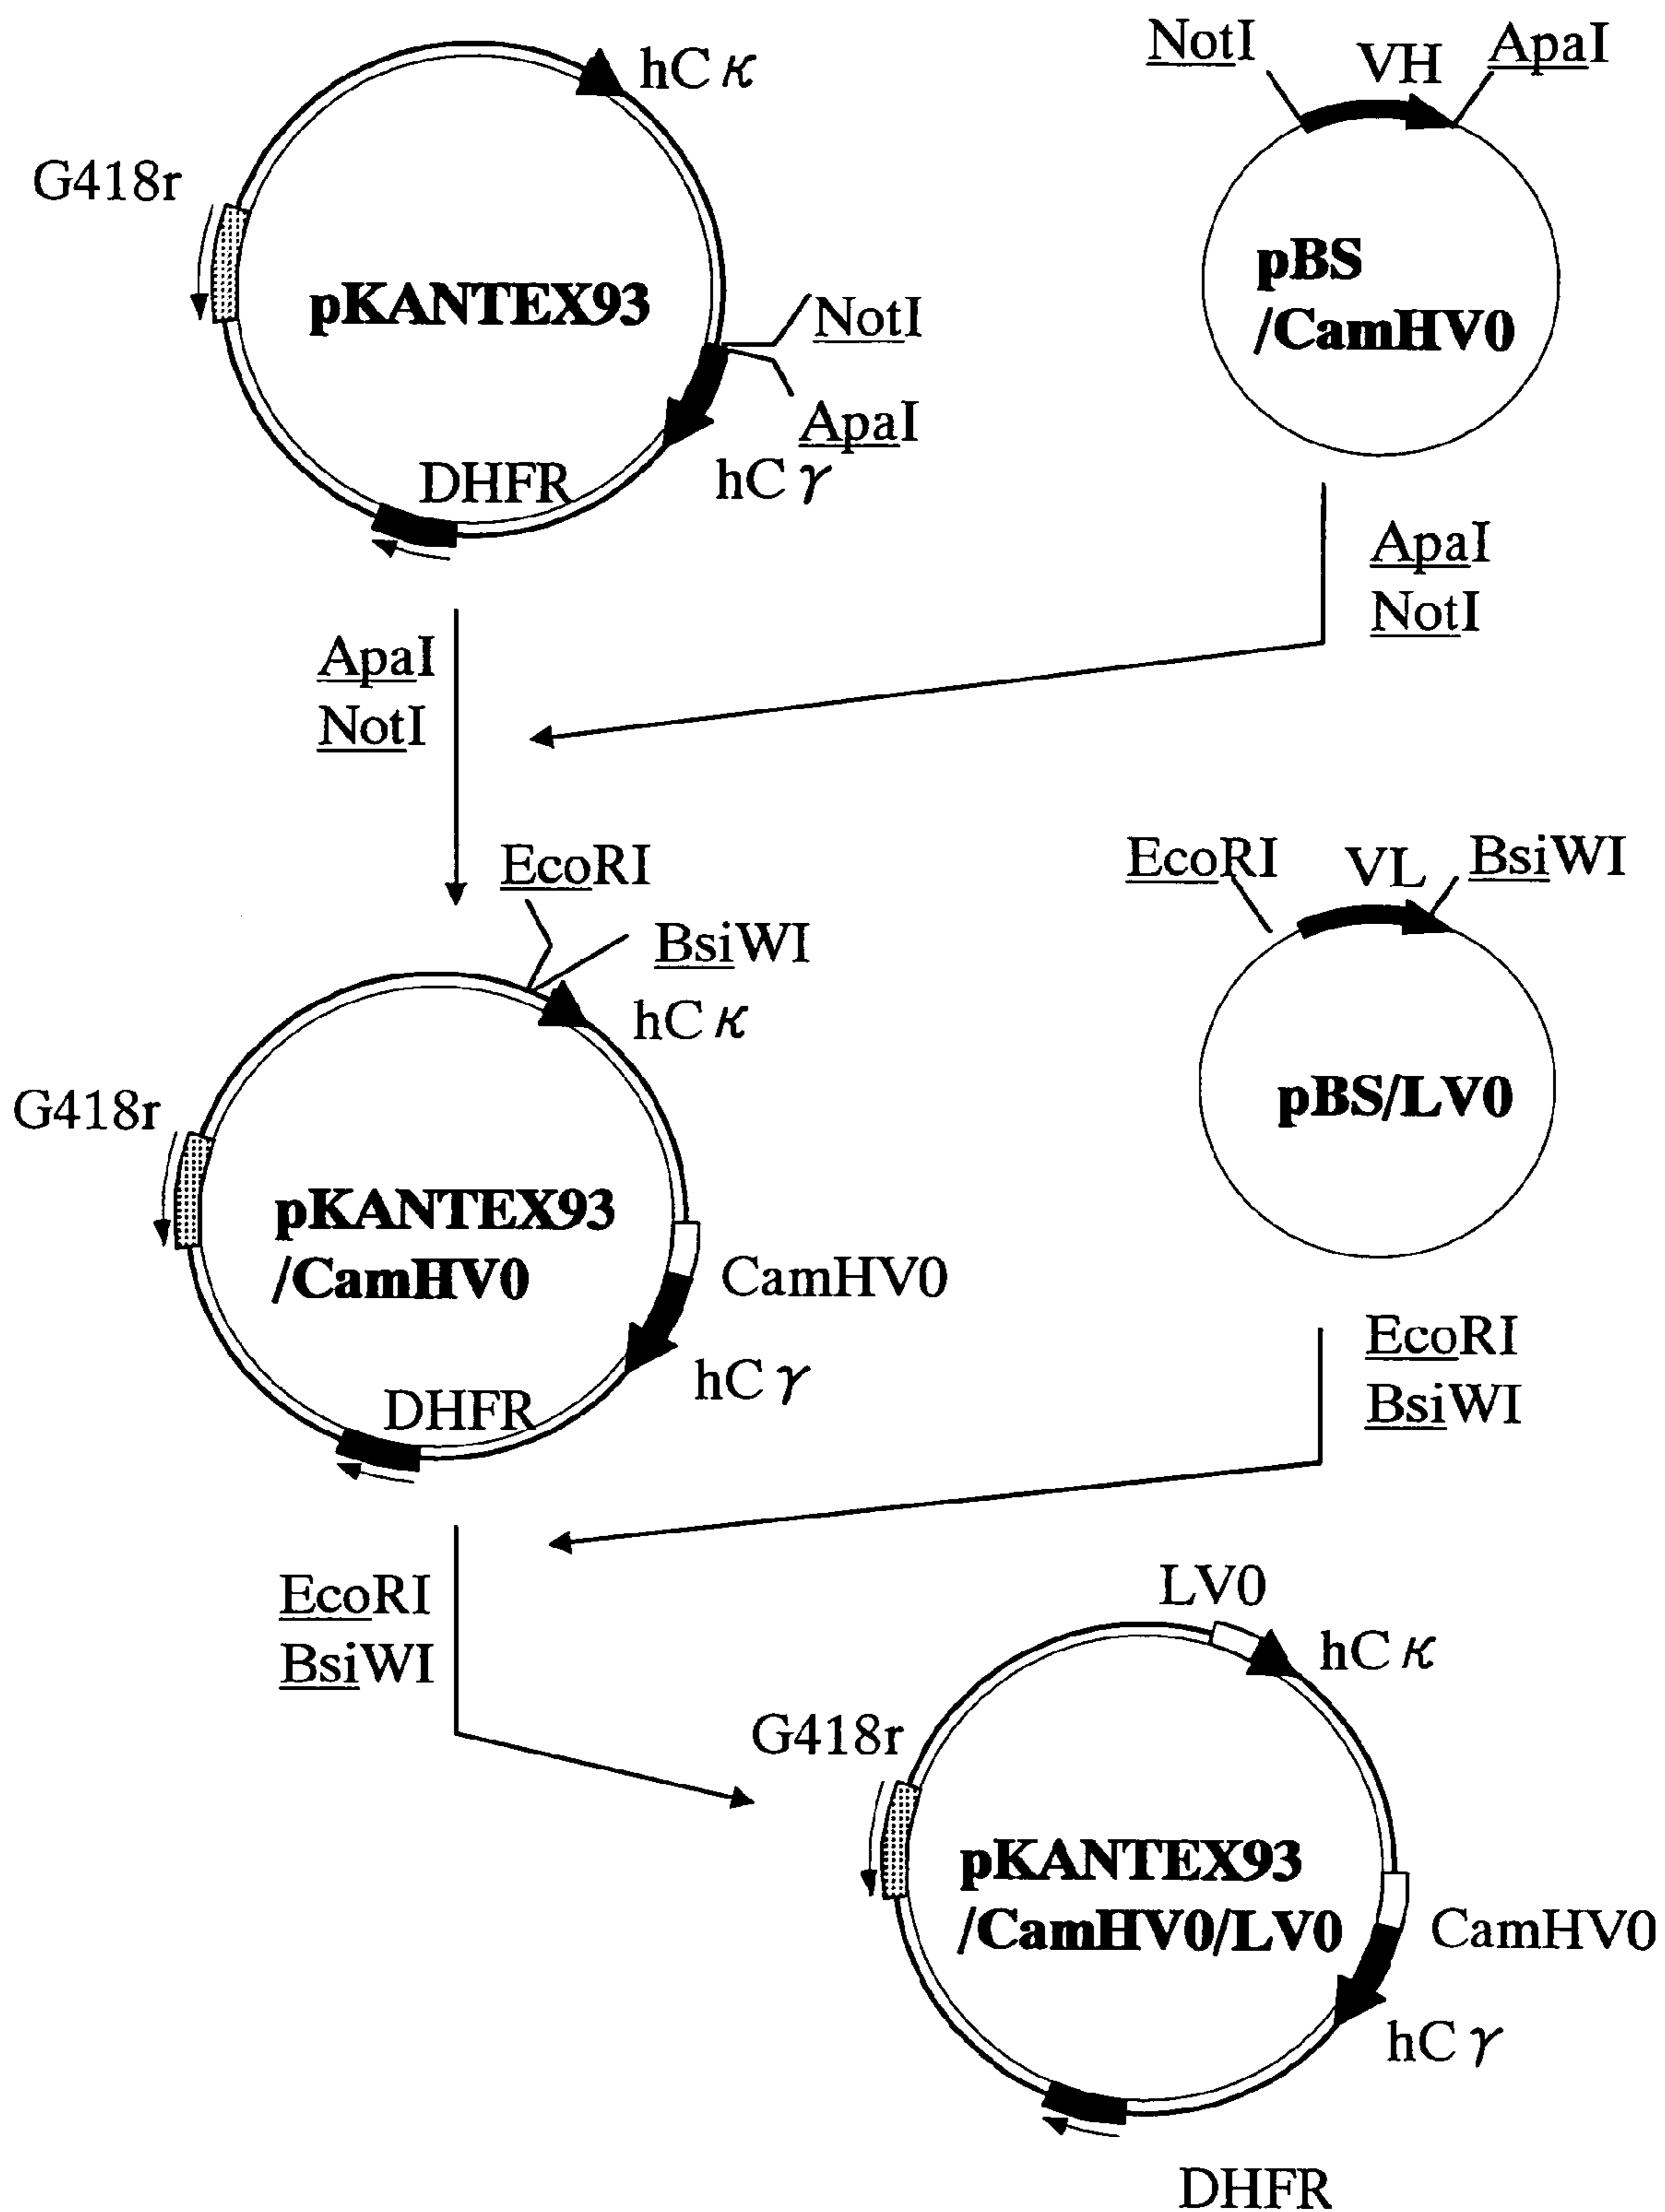 hCκ
G418r
pKANTEX93
NotI
ApaI
hCγ
DHFR
NotI
VH
ApaI
pBS
/CamHV0
ApaI
NotI
ApaI
NotI
EcoRI
BsiWI
hCκ
G418r
pKANTEX93
/CamHV0
CamHV0
hCγ
DHFR
EcoRI
VL
BsiWI
pBS/LV0
EcoRI
BsiWI
EcoRI
BsiWI
LV0
hCκ
G418r
pKANTEX93
/CamHV0/LV0
CamHV0
hCγ
DHFR